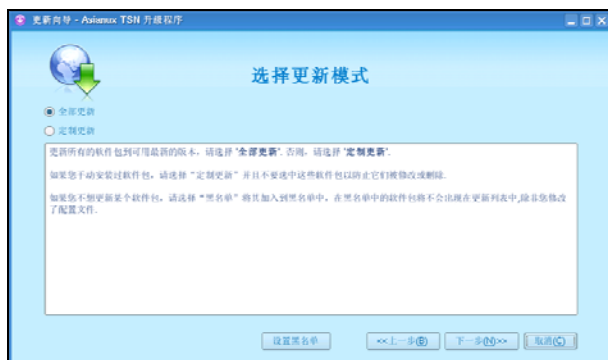 更新向导 - Asianux TSN 升级程序
选择更新模式
全部更新
定制更新
更新所有的软件包到可用最新的版本，请选择 '全部更新'. 否则，请选择 '定制更新'.
如果您手动安装过软件包，请选择 "定制更新" 并且不要选中这些软件包以防止它们被修改或删除.
如果您不想更新某个软件包，请选择 "黑名单" 将其加入到黑名单中，在黑名单中的软件包将不会出现在更新列表中,除非您修改
了配置文件.
设置黑名单
<<上一步(B)
下一步(N)>>
取消(C)